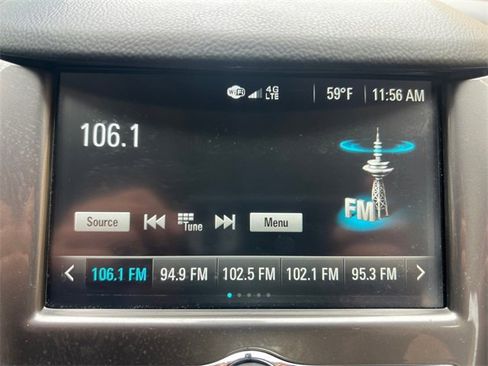 WiFi 4G LTE 59°F 11:56 AM
106.1
FM
Source Tune Menu
106.1 FM 94.9 FM 102.5 FM 102.1 FM 95.3 FM